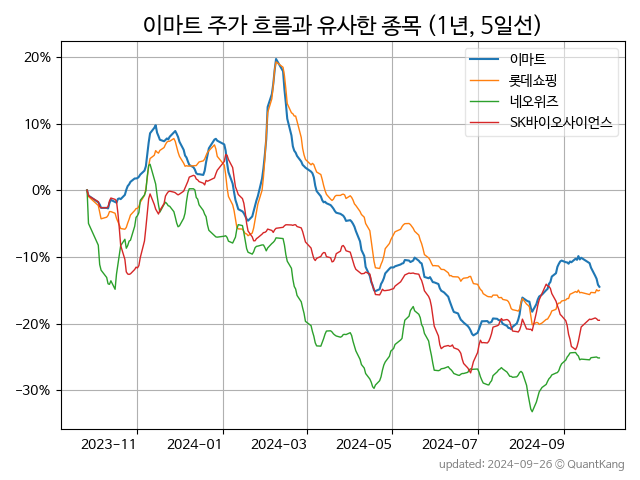 이마트 주가 흐름과 유사한 종목 (1년, 5일선)
이마트
롯데쇼핑
네오위즈
SK바이오사이언스
20%
10%
0%
−10%
−20%
−30%
2023-11
2024-01
2024-03
2024-05
2024-07
2024-09
updated: 2024-09-26 © QuantKang